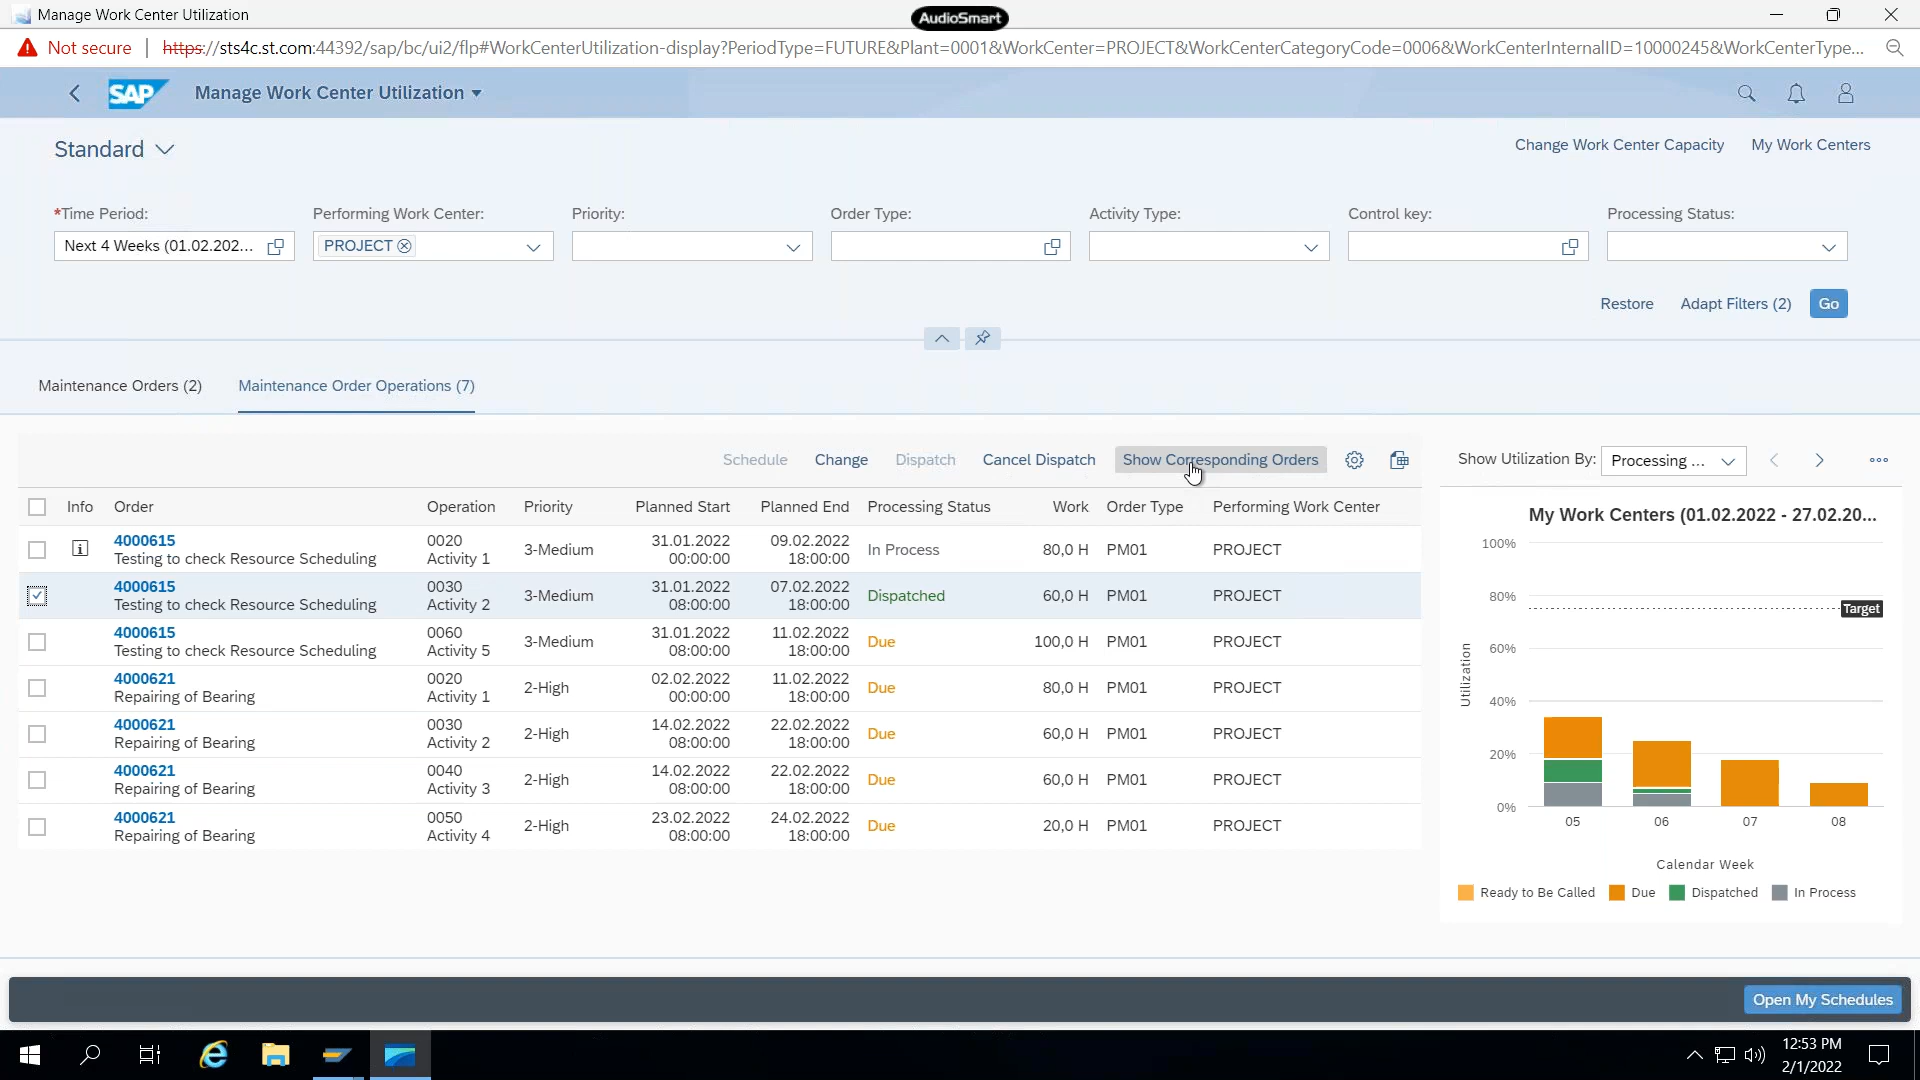 Manage Work Center Utilization
AudioSmart
Not secure | https://sts4c.st.com:44392/sap/bc/ui2/flp#WorkCenterUtilization-display?PeriodType=FUTURE&Plant=0001&WorkCenter=PROJECT&WorkCenterCategoryCode=0006&WorkCenterInternalID=10000245&WorkCenterType...
SAP Manage Work Center Utilization
Standard
Change Work Center Capacity My Work Centers
*Time Period: Performing Work Center: Priority: Order Type: Activity Type: Control key: Processing Status:
Next 4 Weeks (01.02.202... PROJECT
Restore Adapt Filters (2) Go
Maintenance Orders (2) Maintenance Order Operations (7)
Schedule Change Dispatch Cancel Dispatch Show Corresponding Orders
Info Order Operation Priority Planned Start Planned End Processing Status Work Order Type Performing Work Center
4000615 0020 3-Medium 31.01.2022 09.02.2022 In Process 80,0 H PM01 PROJECT
Testing to check Resource Scheduling Activity 1 00:00:00 18:00:00
4000615 0030 3-Medium 31.01.2022 07.02.2022 Dispatched 60,0 H PM01 PROJECT
Testing to check Resource Scheduling Activity 2 08:00:00 18:00:00
4000615 0060 3-Medium 31.01.2022 11.02.2022 Due 100,0 H PM01 PROJECT
Testing to check Resource Scheduling Activity 5 08:00:00 18:00:00
4000621 0020 2-High 02.02.2022 11.02.2022 Due 80,0 H PM01 PROJECT
Repairing of Bearing Activity 1 00:00:00 18:00:00
4000621 0030 2-High 14.02.2022 22.02.2022 Due 60,0 H PM01 PROJECT
Repairing of Bearing Activity 2 08:00:00 18:00:00
4000621 0040 2-High 14.02.2022 22.02.2022 Due 60,0 H PM01 PROJECT
Repairing of Bearing Activity 3 08:00:00 18:00:00
4000621 0050 2-High 23.02.2022 24.02.2022 Due 20,0 H PM01 PROJECT
Repairing of Bearing Activity 4 08:00:00 18:00:00
Show Utilization By: Processing ...
My Work Centers (01.02.2022 - 27.02.20...
100%
80%
Target
60%
40%
20%
0%
Utilization
05 06 07 08
Calendar Week
Ready to Be Called Due Dispatched In Process
Open My Schedules
12:53 PM
2/1/2022